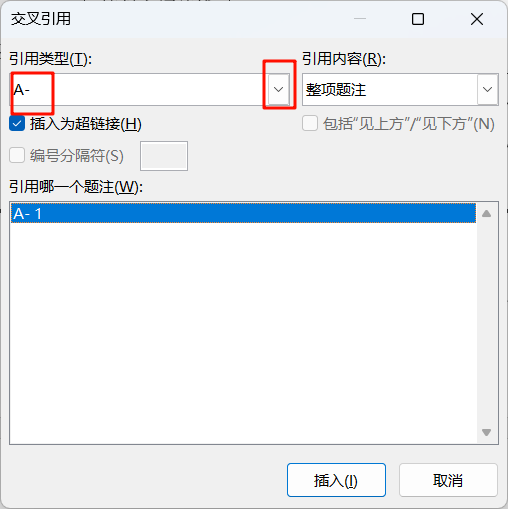 交叉引用
引用类型(T): 引用内容(R):
A- 整项题注
插入为超链接(H) 包括“见上方”/“见下方”(N)
编号分隔符(S)
引用哪一个题注(W):
A- 1
插入(I) 取消